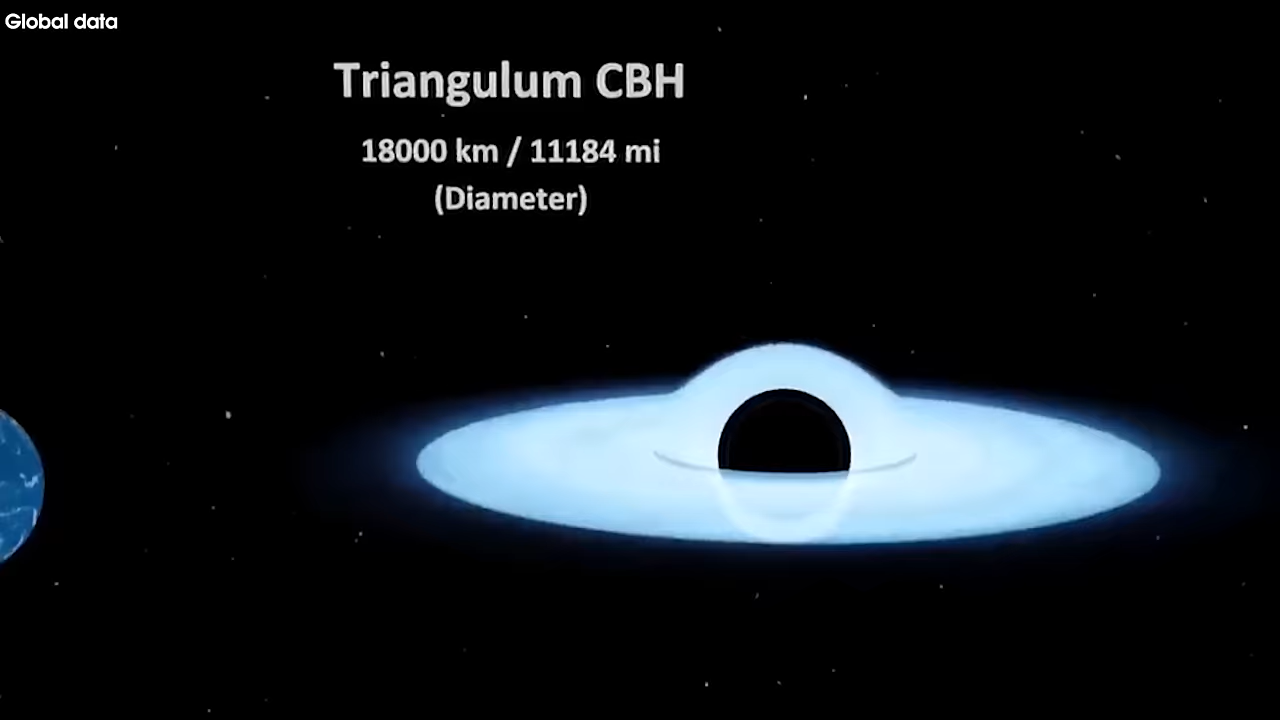 Global data
Triangulum CBH
18000 km / 11184 mi
(Diameter)